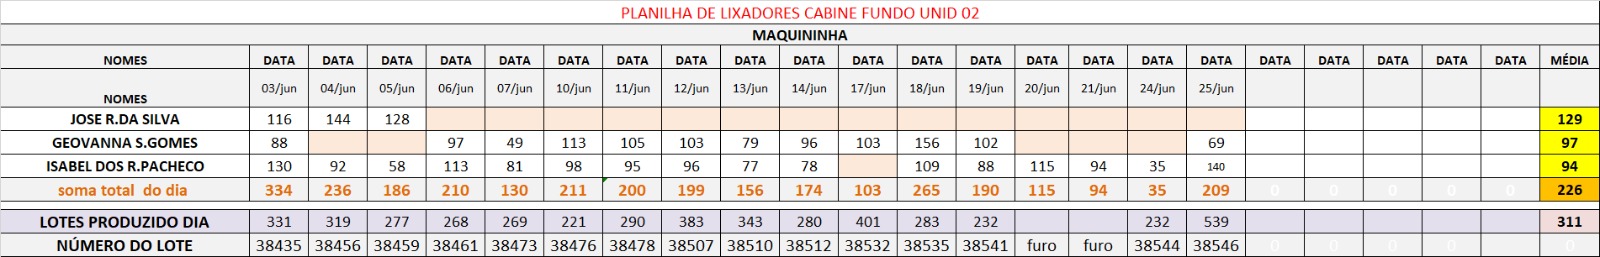 PLANILHA DE LIXADORES CABINE FUNDO UNID 02
MAQUININHA
NOMES DATA DATA DATA DATA DATA DATA DATA DATA DATA DATA DATA DATA DATA DATA DATA DATA DATA DATA DATA DATA DATA DATA MÉDIA
NOMES 03/jun 04/jun 05/jun 06/jun 07/jun 10/jun 11/jun 12/jun 13/jun 14/jun 17/jun 18/jun 19/jun 20/jun 21/jun 24/jun 25/jun
JOSE R.DA SILVA 116 144 128 129
GEOVANNA S.GOMES 88 97 49 113 105 103 79 96 103 156 102 69 97
ISABEL DOS R.PACHECO 130 92 58 113 81 98 95 96 77 78 109 88 115 94 35 140 94
soma total do dia 334 236 186 210 130 211 200 199 156 174 103 265 190 115 94 35 209 0 0 0 0 0 226
LOTES PRODUZIDO DIA 331 319 277 268 269 221 290 383 343 280 401 283 232 232 539 311
NÚMERO DO LOTE 38435 38456 38459 38461 38473 38476 38478 38507 38510 38512 38532 38535 38541 furo furo 38544 38546 0 0 0 0 0